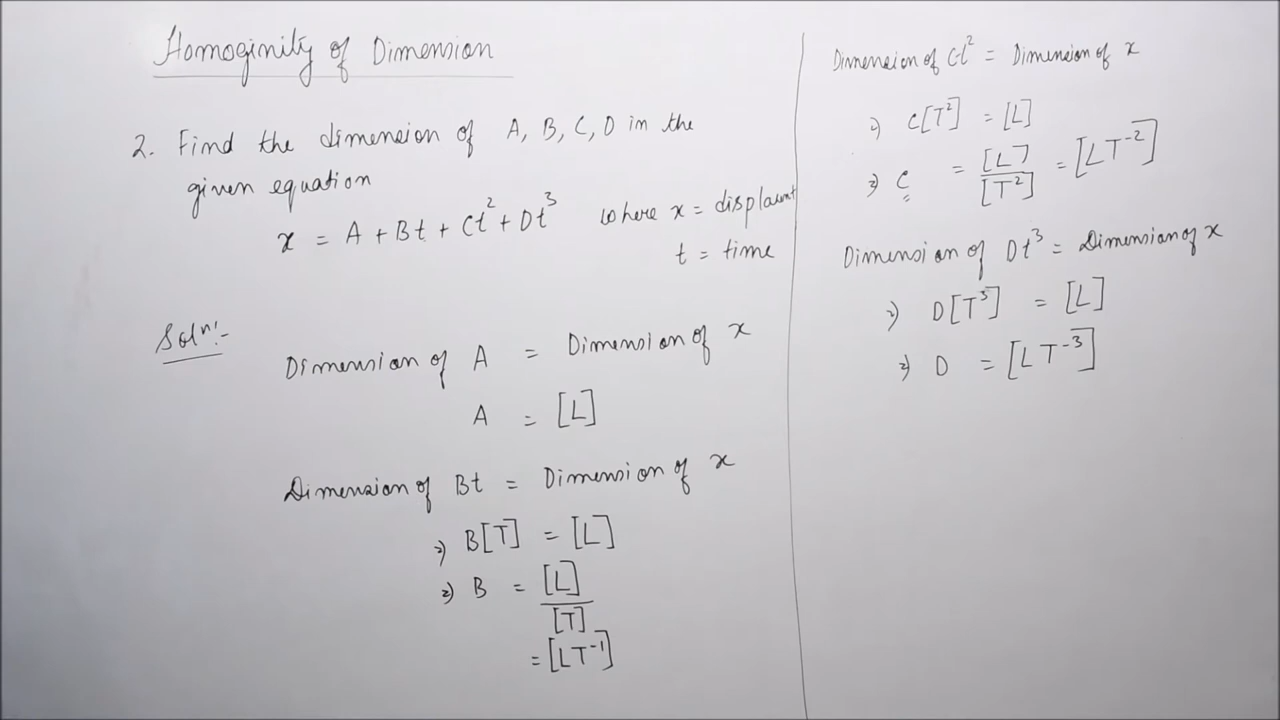 Homoginity of Dimension
2. Find the dimension of A, B, C, D in the
given equation
x = A + Bt + Ct² + Dt³ where x = displaumt
t = time
Soln:-
Dimension of A = Dimension of x
A = [L]
Dimension of Bt = Dimension of x
⇒ B[T] = [L]
⇒ B = [L]
[T]
= [LT⁻¹]
Dimension of Ct² = Dimension of x
⇒ C[T²] = [L]
⇒ C = [L] / [T²] = [LT⁻²]
Dimension of Dt³ = Dimension of x
⇒ D[T³] = [L]
⇒ D = [LT⁻³]